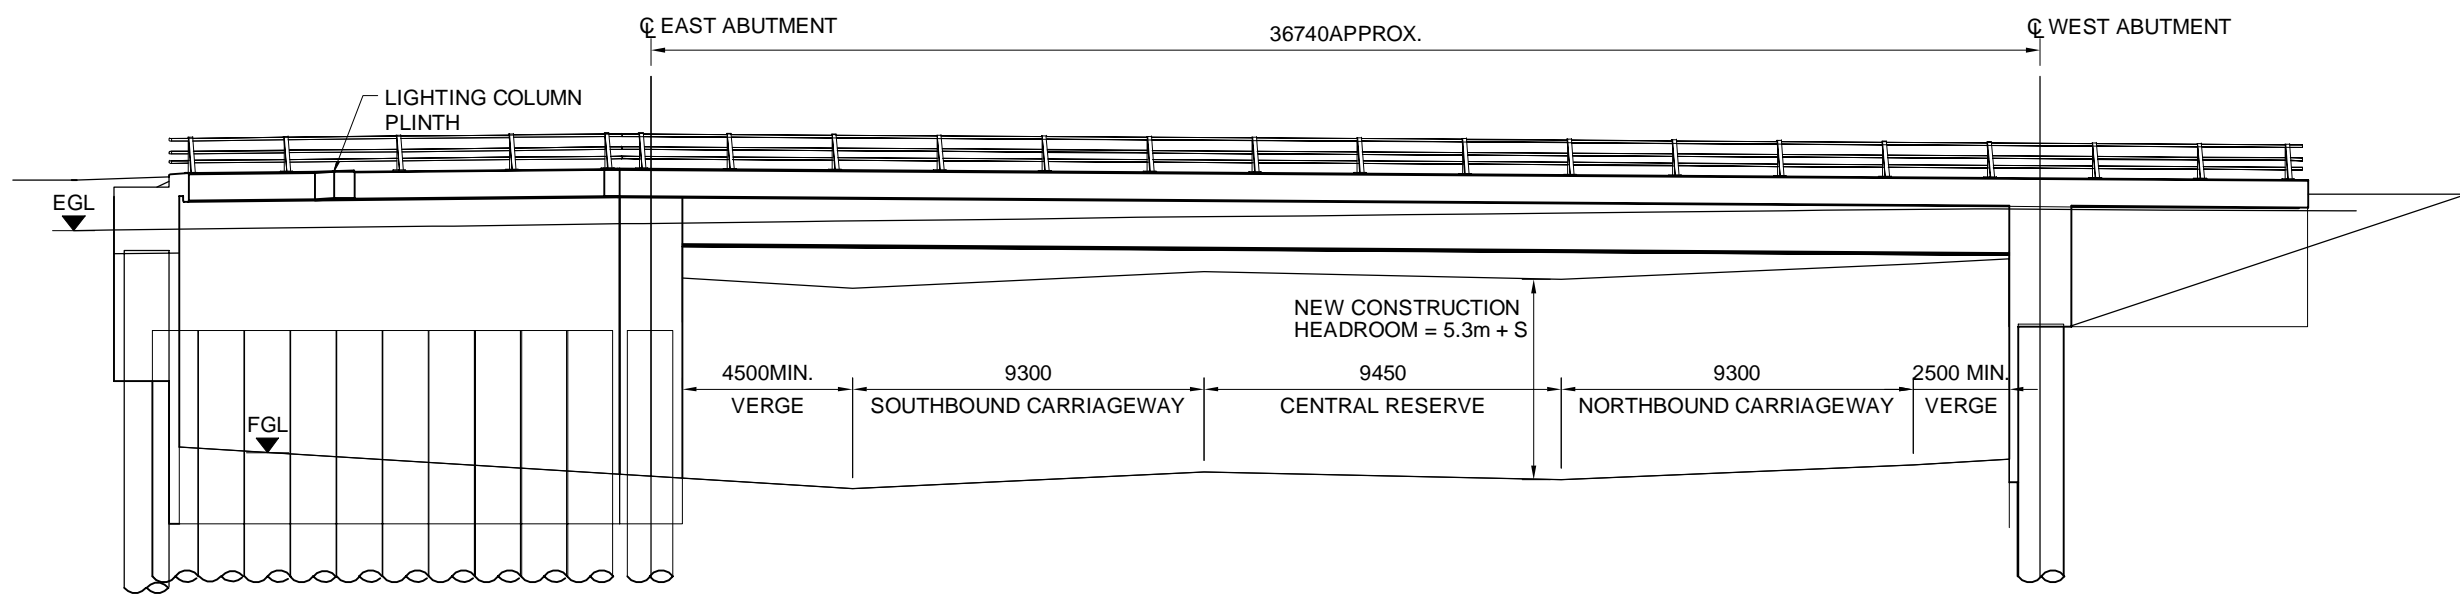 ℄ EAST ABUTMENT
36740APPROX.
℄ WEST ABUTMENT
LIGHTING COLUMN
PLINTH
EGL
NEW CONSTRUCTION
HEADROOM = 5.3m + S
4500MIN.
9300
9450
9300
2500 MIN.
VERGE
SOUTHBOUND CARRIAGEWAY
CENTRAL RESERVE
NORTHBOUND CARRIAGEWAY
VERGE
FGL